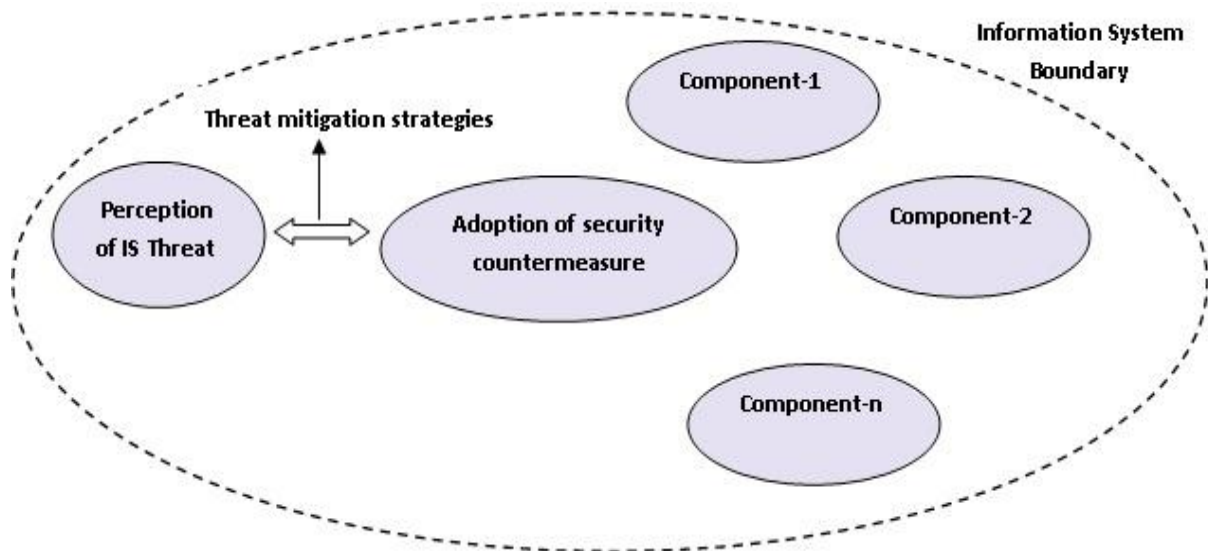 Information System
Boundary
Component-1
Threat mitigation strategies
Perception
of IS Threat
Adoption of security
countermeasure
Component-2
Component-n